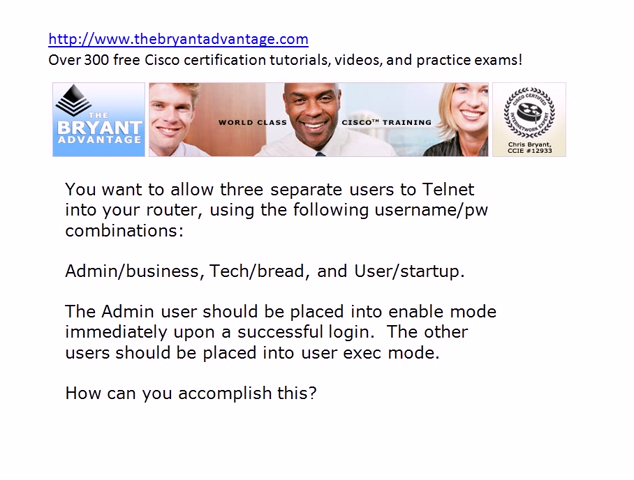 http://www.thebryantadvantage.com
Over 300 free Cisco certification tutorials, videos, and practice exams!
THE
BRYANT
ADVANTAGE
WORLD CLASS CISCO™ TRAINING
CISCO CERTIFIED
INTERNETWORK EXPERT
Chris Bryant,
CCIE #12933
You want to allow three separate users to Telnet
into your router, using the following username/pw
combinations:
Admin/business, Tech/bread, and User/startup.
The Admin user should be placed into enable mode
immediately upon a successful login.  The other
users should be placed into user exec mode.
How can you accomplish this?